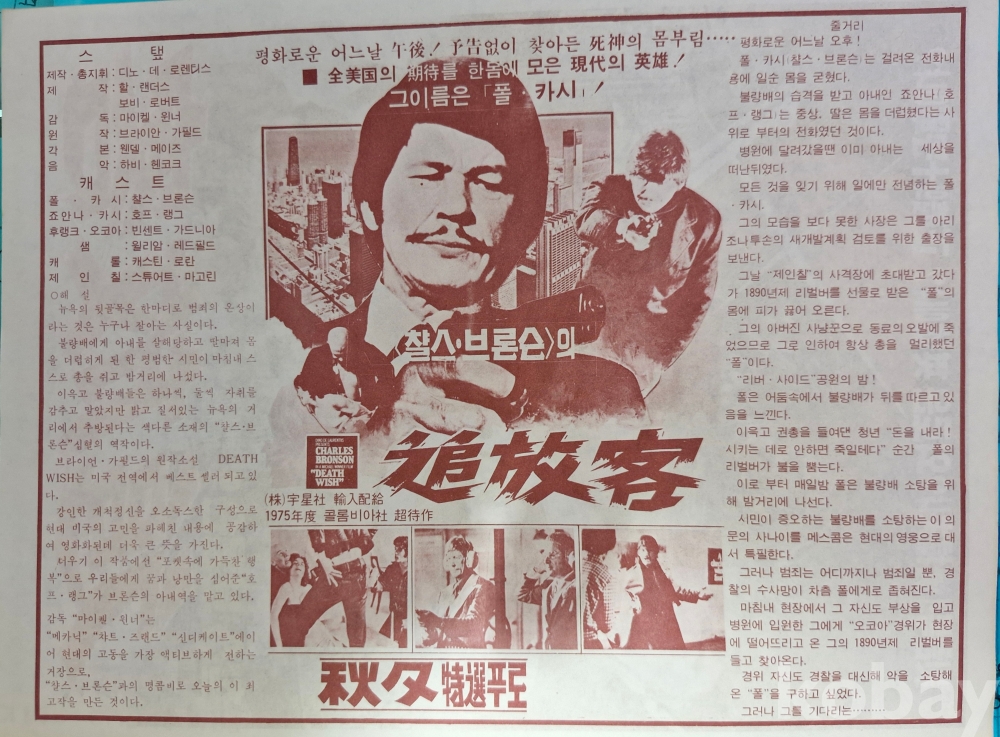 평화로운 어느날 午後! 予告없이 찾아든 死神의 몸부림·····
■ 全美国의 期待를 한몸에 모은 現代의 英雄!
그이름은 「폴·카시」!
스 탶
제작·총지휘 : 디노·데·로렌티스
제 작 : 할·랜더스
보비·로버트
감 독 : 마이켈·윈너
원 작 : 브라이안·가필드
각 본 : 웬델·메이즈
음 악 : 하비·헨코크
캐 스 트
폴·카 시 : 찰스·브론슨
죠안나·카시 : 호프·랭그
후랭크·오코아 : 빈센트·가드니아
샘 : 윌리암·레드필드
캐 롤 : 캐스틴·로란
제 인 칠 : 스튜어트·마고린
○해 설
뉴욕의 뒷골목은 한마디로 범죄의 온상이
라는 것은 누구나 잘아는 사실이다.
불량배에게 아내를 살해당하고 딸마저 몸
을 더럽히게 된 한 평범한 시민이 마침내 스
스로 총을 쥐고 밤거리에 나섰다.
이윽고 불량배들은 하나씩, 둘씩 자취를
감추고 말았지만 밝고 질서있는 뉴욕의 거
리에서 추방된다는 색다른 소재의 "찰스·브
론슨"십협의 역작이다.
브라이언·가필드의 원작소설 DEATH
WISH는 미국 전역에서 베스트 셀러 되고있
다.
강인한 개척정신을 오소독스한 구성으로
현대 미국의 고민을 파헤친 내용에 공감하
여 영화화된데 더욱 큰 뜻을 가진다.
더우기 이 작품에선 "포켓속에 가득찬 행
복"으로 우리들에게 꿈과 낭만을 심어준"호
프·랭그"가 브론슨의 아내역을 맡고 있다.
감독 "마이켈·윈너"는
"메카닉" "챠트·즈랜드" "신디케이트"에이
어 현대의 고동을 가장 액티브하게 전하는
거장으로,
"찰스·브론슨"과의 명콤비로 오늘의 이 최
고작을 만든 것이다.
〈찰스·브론슨〉의
追放客
DINO DE LAURENTIIS
PRESENTS
CHARLES
BRONSON
IN A MICHAEL WINNER FILM
"DEATH
WISH"
(株) 宇星社 輸入配給
1975年度 콜롬비아社 超待作
秋夕 特選푸로
줄거리
평화로운 어느날 오후!
폴·카시(찰스·브론슨)는 걸려온 전화내
용에 일순 몸을 굳혔다.
불량배의 습격을 받고 아내인 죠안나(호
프·랭그)는 중상, 딸은 몸을 더럽혔다는 사
위로 부터의 전화였던 것이다.
병원에 달려갔을땐 이마 아내는 세상을
떠난뒤였다.
모든 것을 잊기 위해 일에만 전념하는 폴
·카시.
그의 모습을 보다 못한 사장은 그를 아리
조나투손의 새개발계획 검토를 위한 출장을
보낸다.
그날 "제인칠"의 사격장에 초대받고 갔다
가 1890년제 리벌버를 선물로 받은 "폴"의
몸에 피가 끓어 오른다.
그의 아버진 사냥꾼으로 동료의오발에 죽
었으므로 그로 인하여 항상 총을 멀리했던
"폴"이다.
"리버·사이드"공원의 밤!
폴은 어둠속에서 불량배가 뒤를따르고있
음을 느낀다.
이윽고 권총을 들여댄 청년 "돈을 내라!
시키는 데로 안하면 죽일테다" 순간 폴의
리벌버가 불을 뿜는다.
이로 부터 매일밤 폴은 불량배 소탕을 위
해 밤거리에 나선다.
시민이 증오하는 불량배를 소탕하는이 의
문의 사나이를 메스콤은 현대의 영웅으로 대
서 특필한다.
그러나 범죄는 어디까지나 범죄일 뿐, 경
찰의 수사망이 차츰 폴에게로 좁혀진다.
마침내 현장에서 그 자신도 부상을 입고
병원에 입원한 그에게 "오코아"경위가 현장
에 떨어뜨리고 온 그의 1890년제 리벌버를
들고 찾아온다.
경위 자신도 경찰을 대신해 악을 소탕해
온 "폴"을 구하고 싶었다.
그러나 그를 기다리는·········
bay